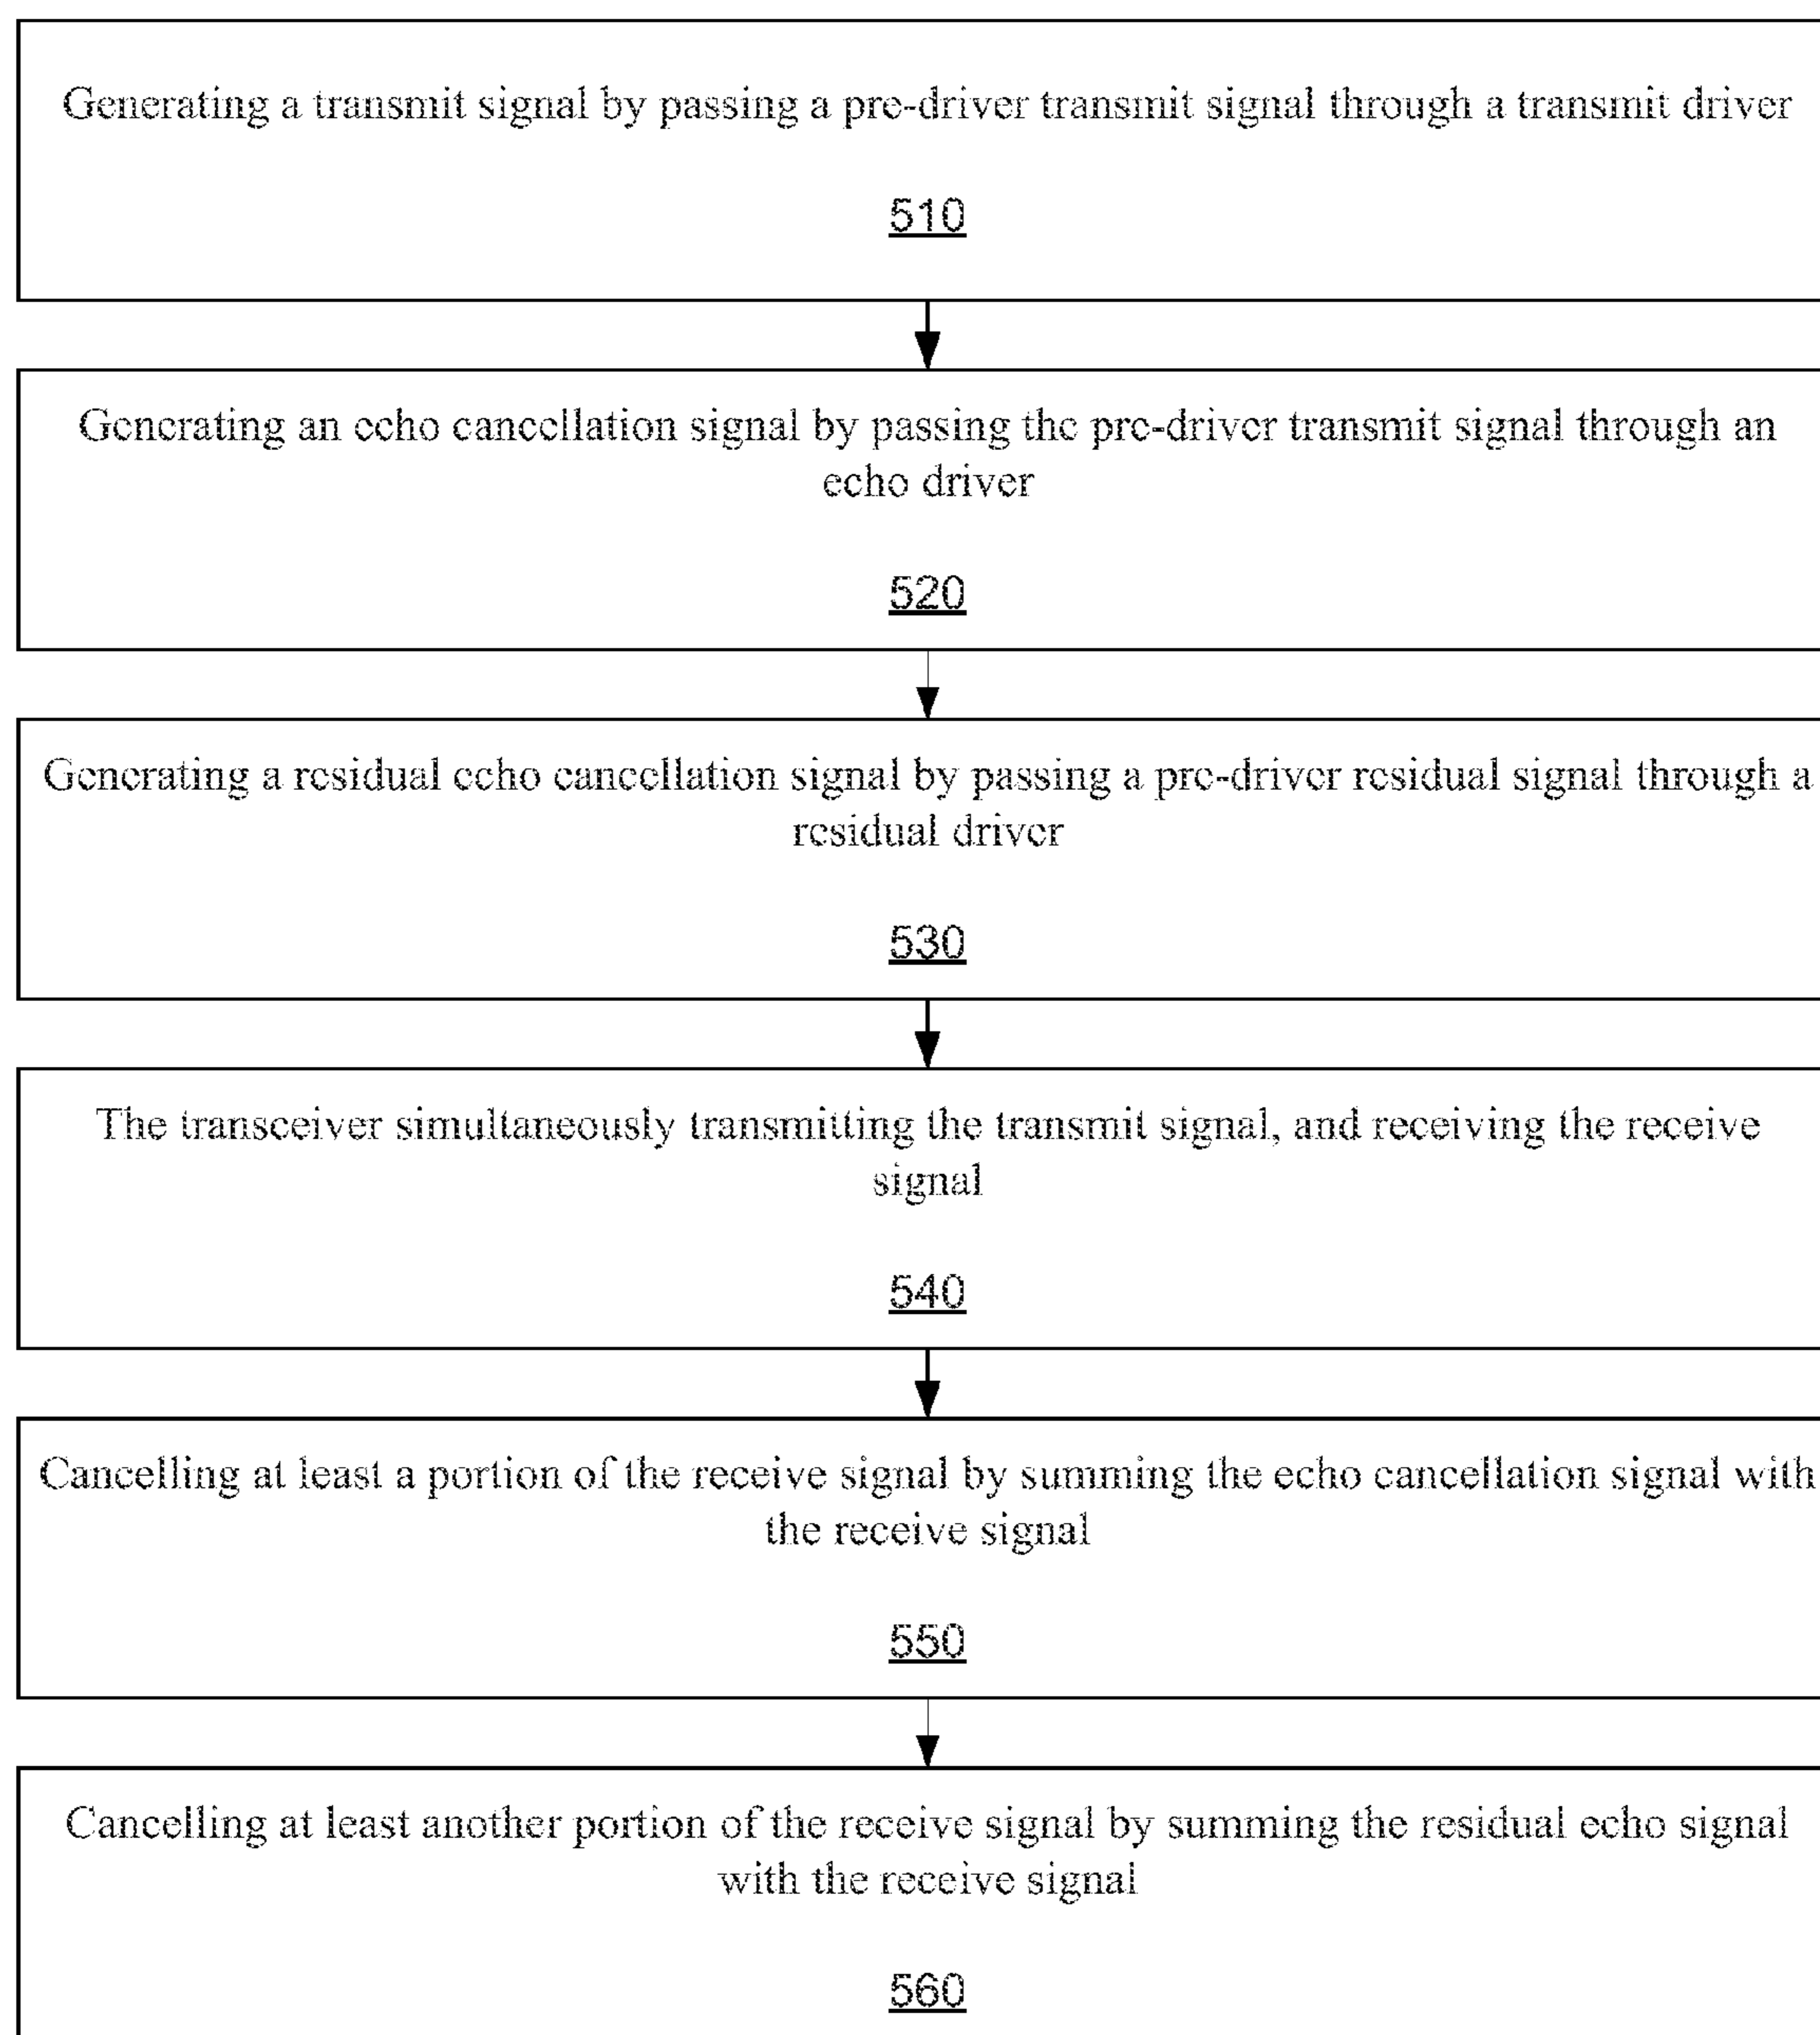 Generating a transmit signal by passing a pre-driver transmit signal through a transmit driver
510
Generating an echo cancellation signal by passing the pre-driver transmit signal through an
echo driver
520
Generating a residual echo cancellation signal by passing a pre-driver residual signal through a
residual driver
530
The transceiver simultaneously transmitting the transmit signal, and receiving the receive
signal
540
Cancelling at least a portion of the receive signal by summing the echo cancellation signal with
the receive signal
550
Cancelling at least another portion of the receive signal by summing the residual echo signal
with the receive signal
560